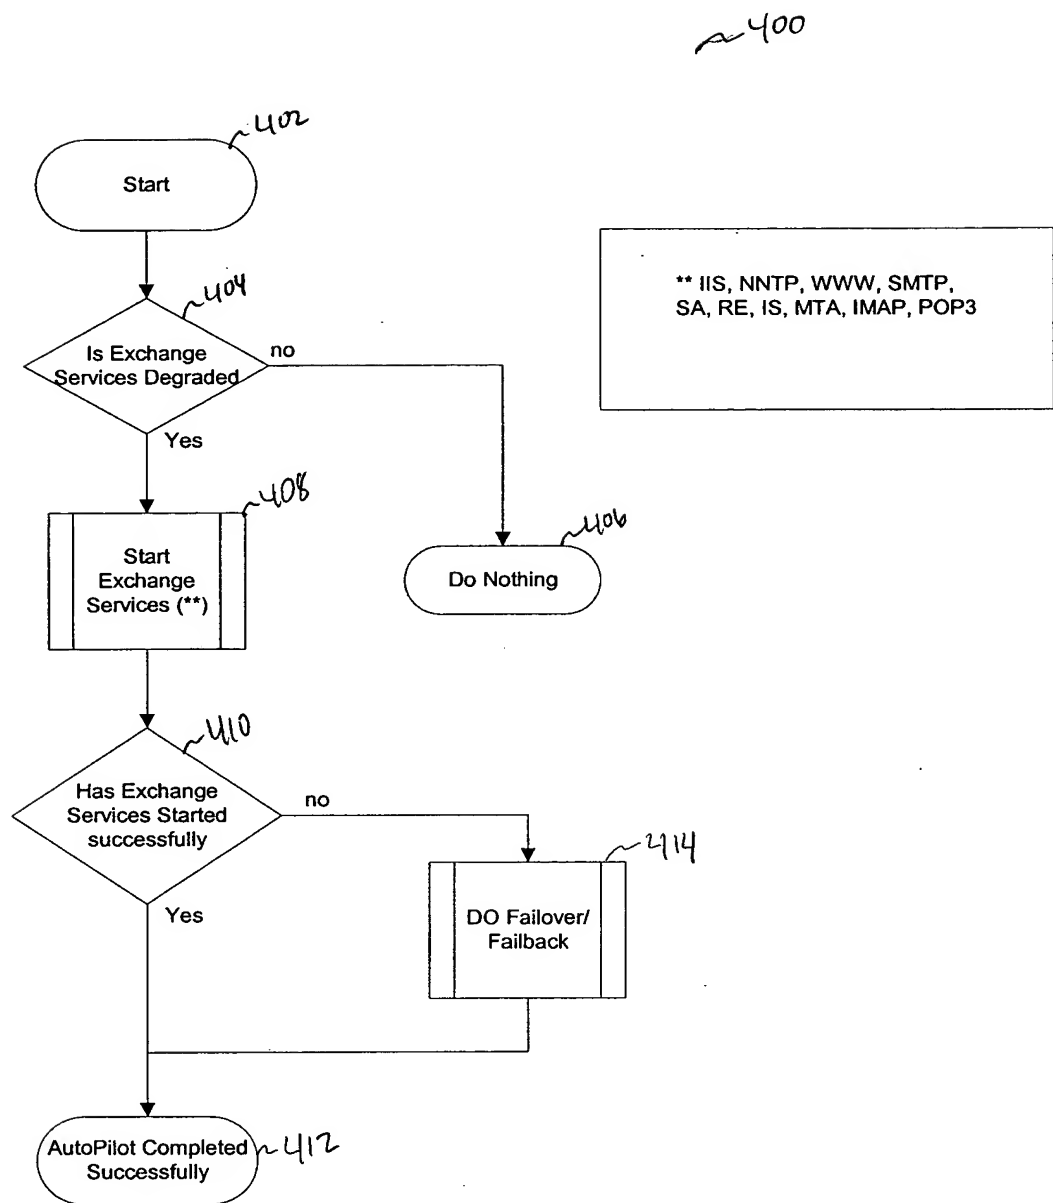 400
402
Start
404
Is Exchange
Services Degraded
no
Yes
** IIS, NNTP, WWW, SMTP,
SA, RE, IS, MTA, IMAP, POP3
408
Start
Exchange
Services (**)
406
Do Nothing
410
Has Exchange
Services Started
successfully
no
Yes
414
DO Failover/
Failback
AutoPilot Completed
Successfully
412